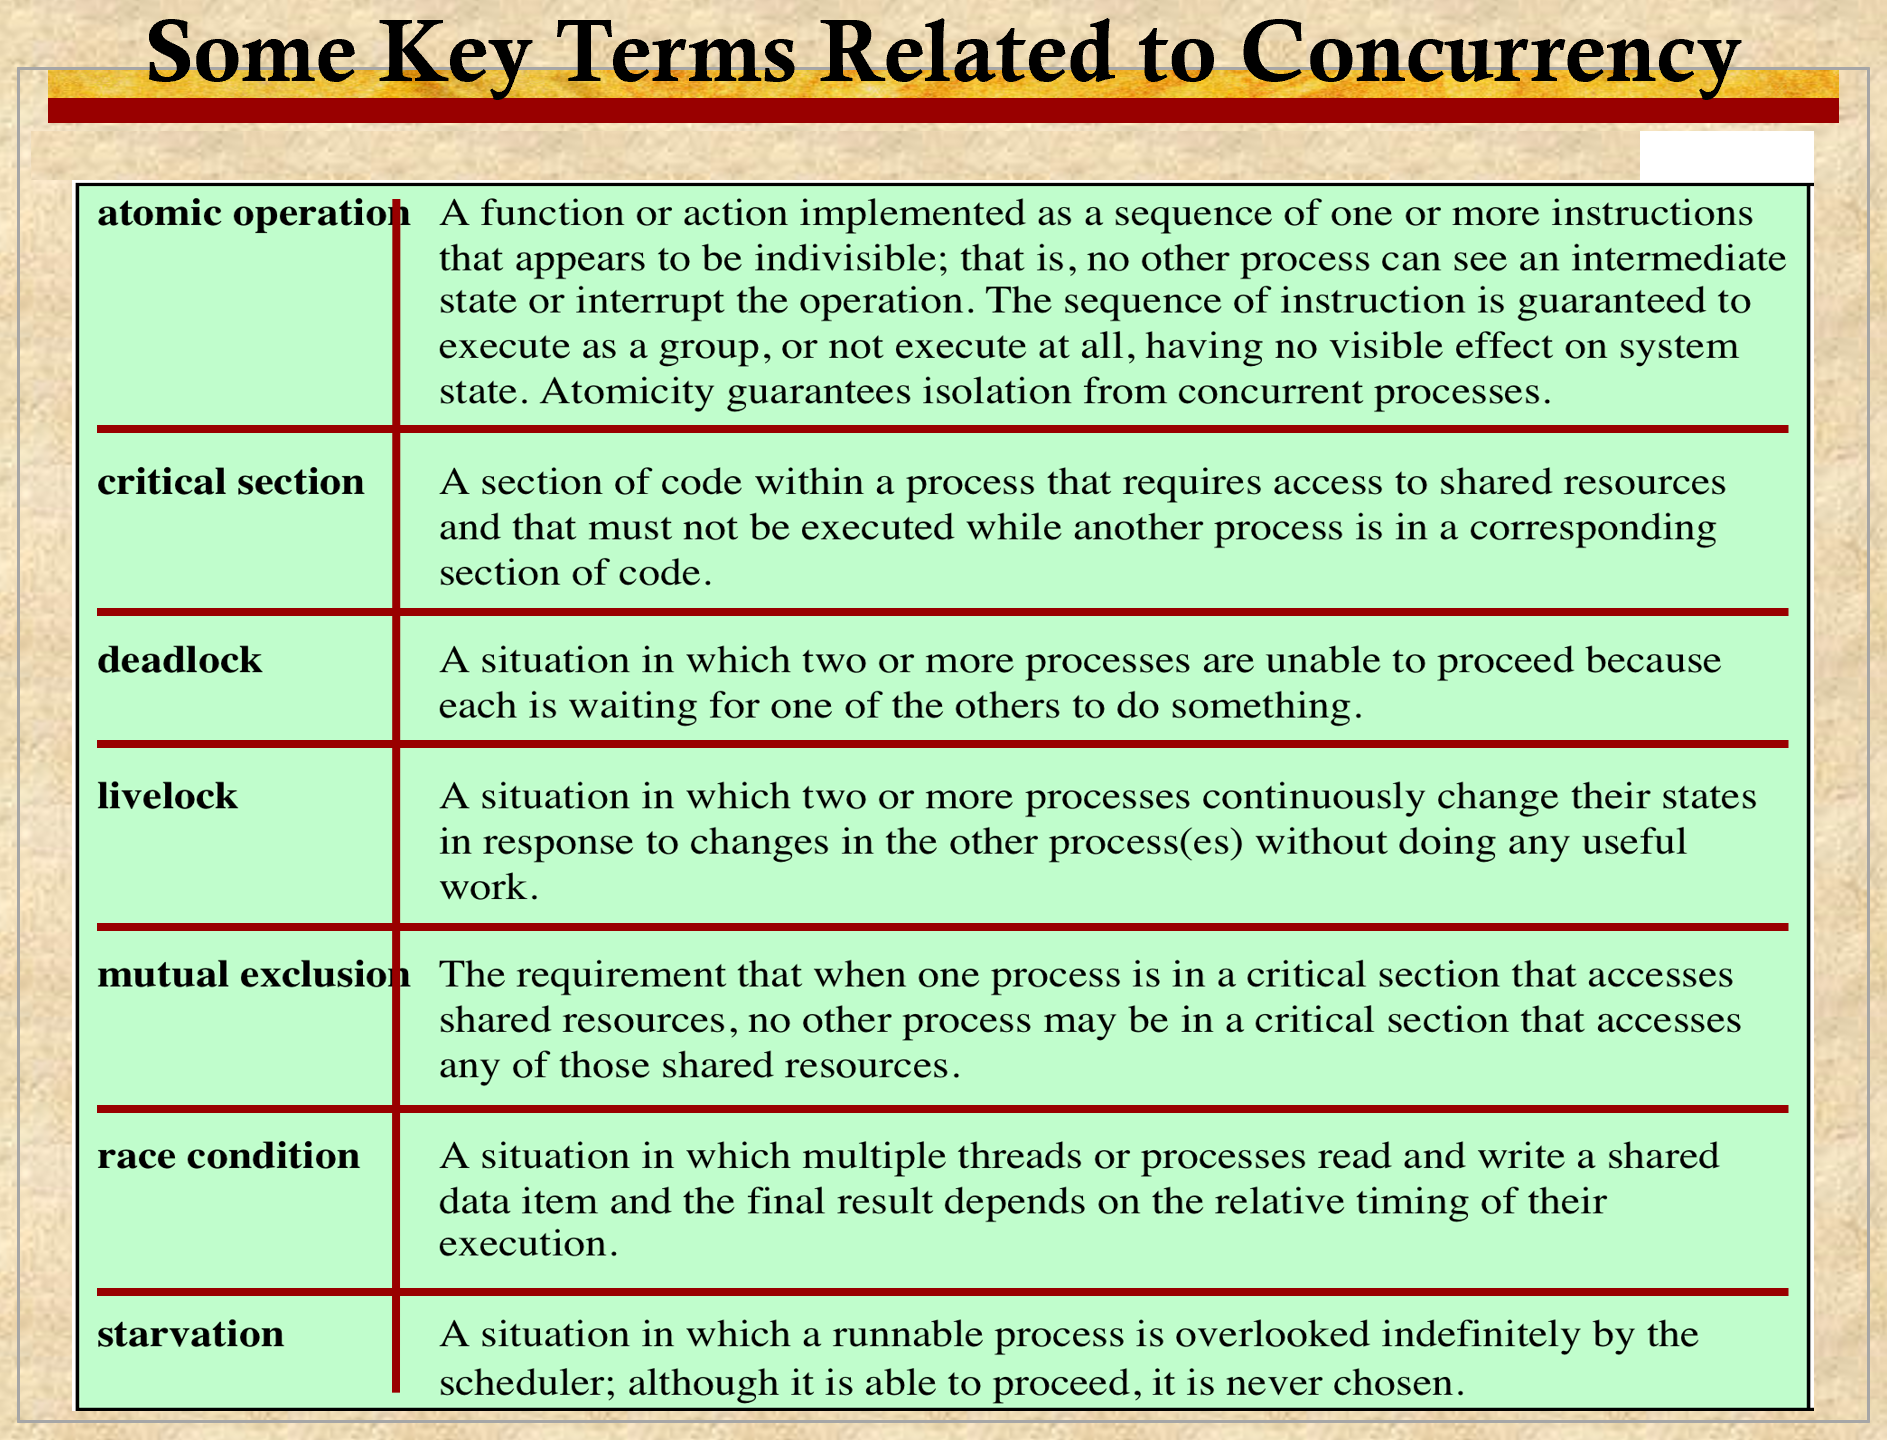 Some Key Terms Related to Concurrency
atomic operation
A function or action implemented as a sequence of one or more instructions
that appears to be indivisible; that is, no other process can see an intermediate
state or interrupt the operation. The sequence of instruction is guaranteed to
execute as a group, or not execute at all, having no visible effect on system
state. Atomicity guarantees isolation from concurrent processes.
critical section
A section of code within a process that requires access to shared resources
and that must not be executed while another process is in a corresponding
section of code.
deadlock
A situation in which two or more processes are unable to proceed because
each is waiting for one of the others to do something.
livelock
A situation in which two or more processes continuously change their states
in response to changes in the other process(es) without doing any useful
work.
mutual exclusion
The requirement that when one process is in a critical section that accesses
shared resources, no other process may be in a critical section that accesses
any of those shared resources.
race condition
A situation in which multiple threads or processes read and write a shared
data item and the final result depends on the relative timing of their
execution.
starvation
A situation in which a runnable process is overlooked indefinitely by the
scheduler; although it is able to proceed, it is never chosen.